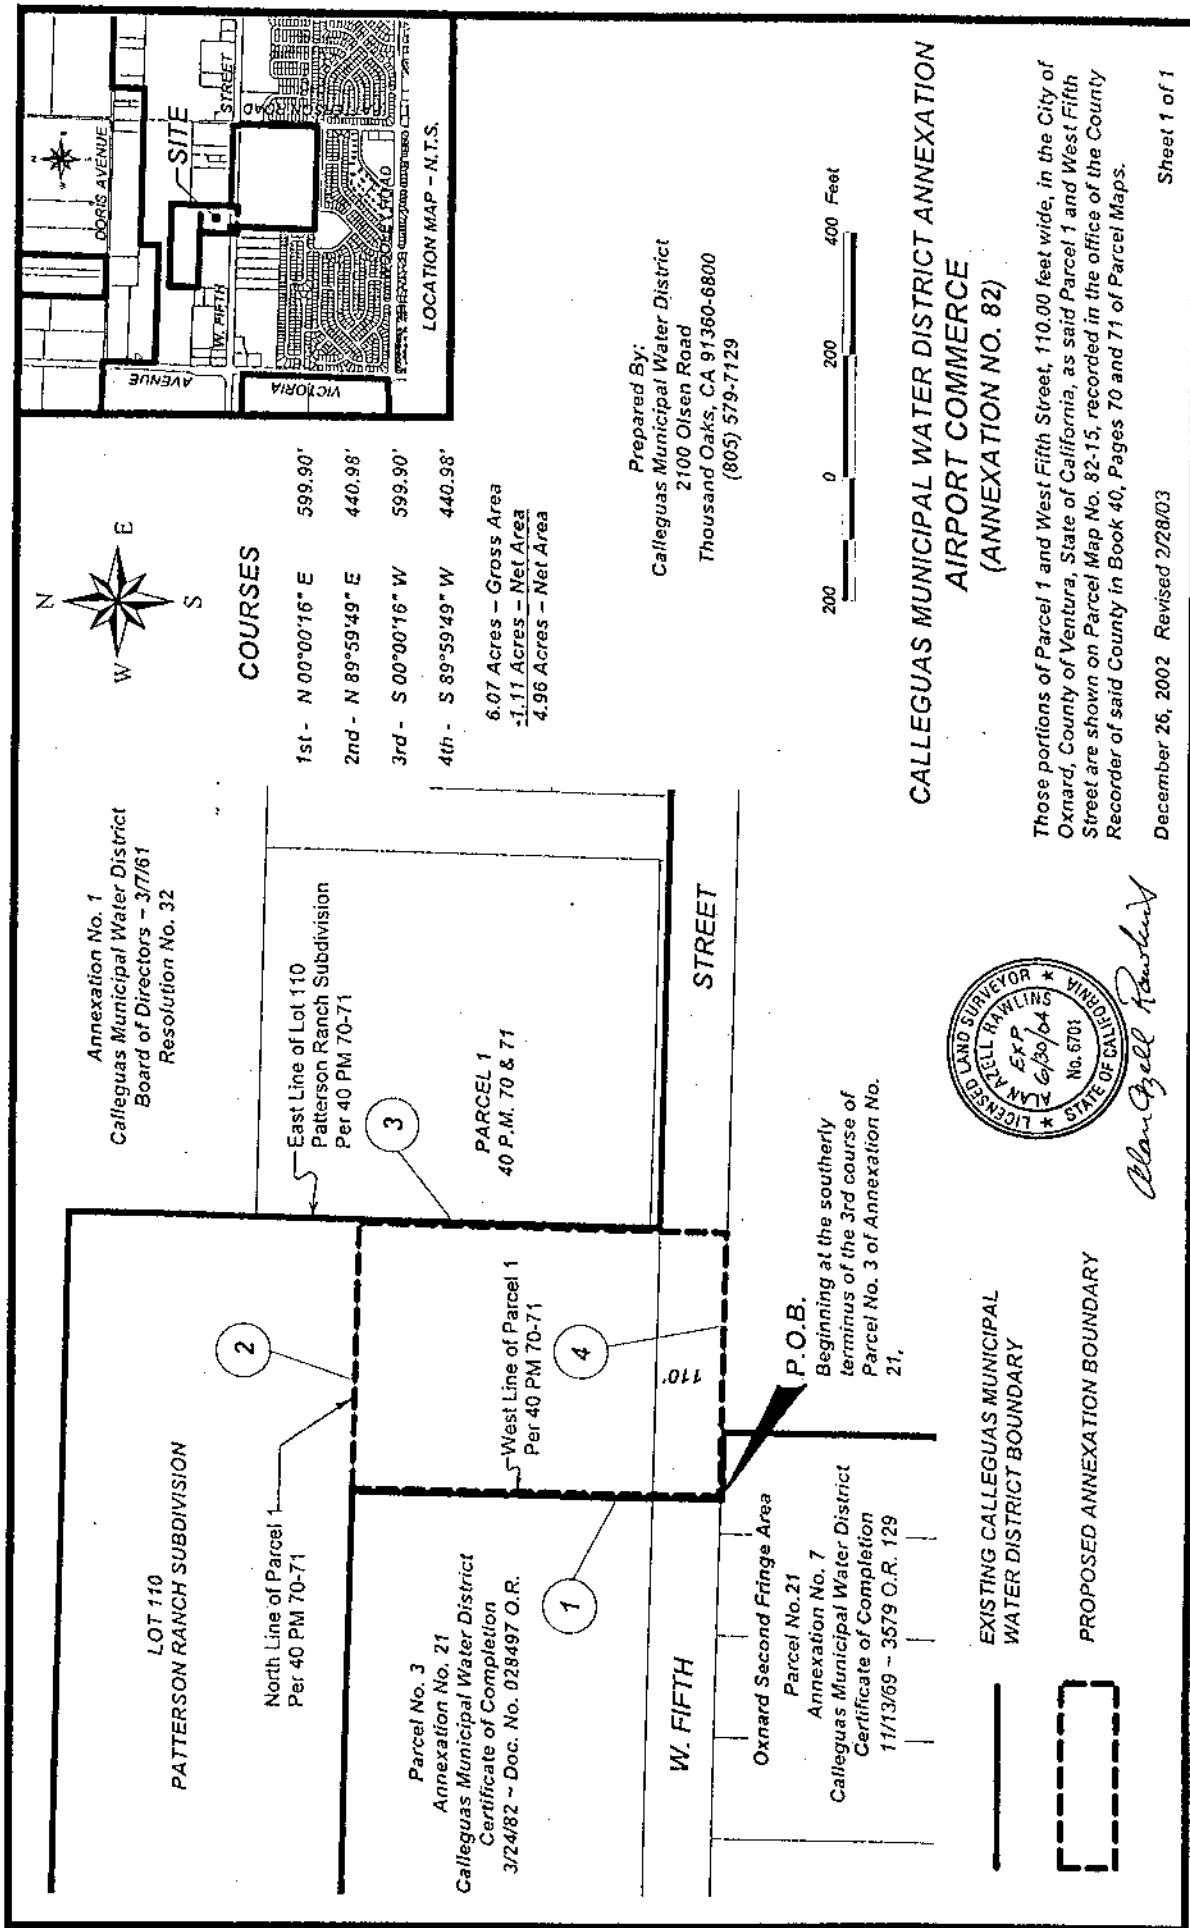 LOT 110
PATTERSON RANCH SUBDIVISION
North Line of Parcel 1
Per 40 PM 70-71
2
Annexation No. 1
Calleguas Municipal Water District
Board of Directors ~ 3/7/61
Resolution No. 32
East Line of Lot 110
Patterson Ranch Subdivision
Per 40 PM 70-71
3
PARCEL 1
40 P.M. 70 & 71
Parcel No. 3
Annexation No. 21
Calleguas Municipal Water District
Certificate of Completion
3/24/82 ~ Doc. No. 028497 O.R.
1
West Line of Parcel 1
Per 40 PM 70-71
4
110'
W. FIFTH
STREET
P.O.B.
Beginning at the southerly
terminus of the 3rd course of
Parcel No. 3 of Annexation No.
21.
Oxnard Second Fringe Area
Parcel No.21
Annexation No. 7
Calleguas Municipal Water District
Certificate of Completion
11/13/69 ~ 3579 O.R. 129
EXISTING CALLEGUAS MUNICIPAL
WATER DISTRICT BOUNDARY
PROPOSED ANNEXATION BOUNDARY
LICENSED LAND SURVEYOR
ALAN AZELL RAWLINS
EXP
6/30/04
No. 6701
STATE OF CALIFORNIA
Alan Azell Rawlins
N
W
E
S
COURSES
1st - N 00°00'16" E 599.90'
2nd - N 89°59'49" E 440.98'
3rd - S 00°00'16" W 599.90'
4th - S 89°59'49" W 440.98'
6.07 Acres ~ Gross Area
-1.11 Acres ~ Net Area
4.96 Acres ~ Net Area
DORIS AVENUE
SITE
STREET
W. FIFTH
AVENUE
VICTORIA
PATTERSON ROAD
WOOLEY ROAD
LOCATION MAP ~ N.T.S.
Prepared By:
Calleguas Municipal Water District
2100 Olsen Road
Thousand Oaks, CA 91360-6800
(805) 579-7129
200 0 200 400 Feet
CALLEGUAS MUNICIPAL WATER DISTRICT ANNEXATION
AIRPORT COMMERCE
(ANNEXATION NO. 82)
Those portions of Parcel 1 and West Fifth Street, 110.00 feet wide, in the City of
Oxnard, County of Ventura, State of California, as said Parcel 1 and West Fifth
Street are shown on Parcel Map No. 82-15, recorded in the office of the County
Recorder of said County in Book 40, Pages 70 and 71 of Parcel Maps.
December 26, 2002 Revised 2/28/03
Sheet 1 of 1